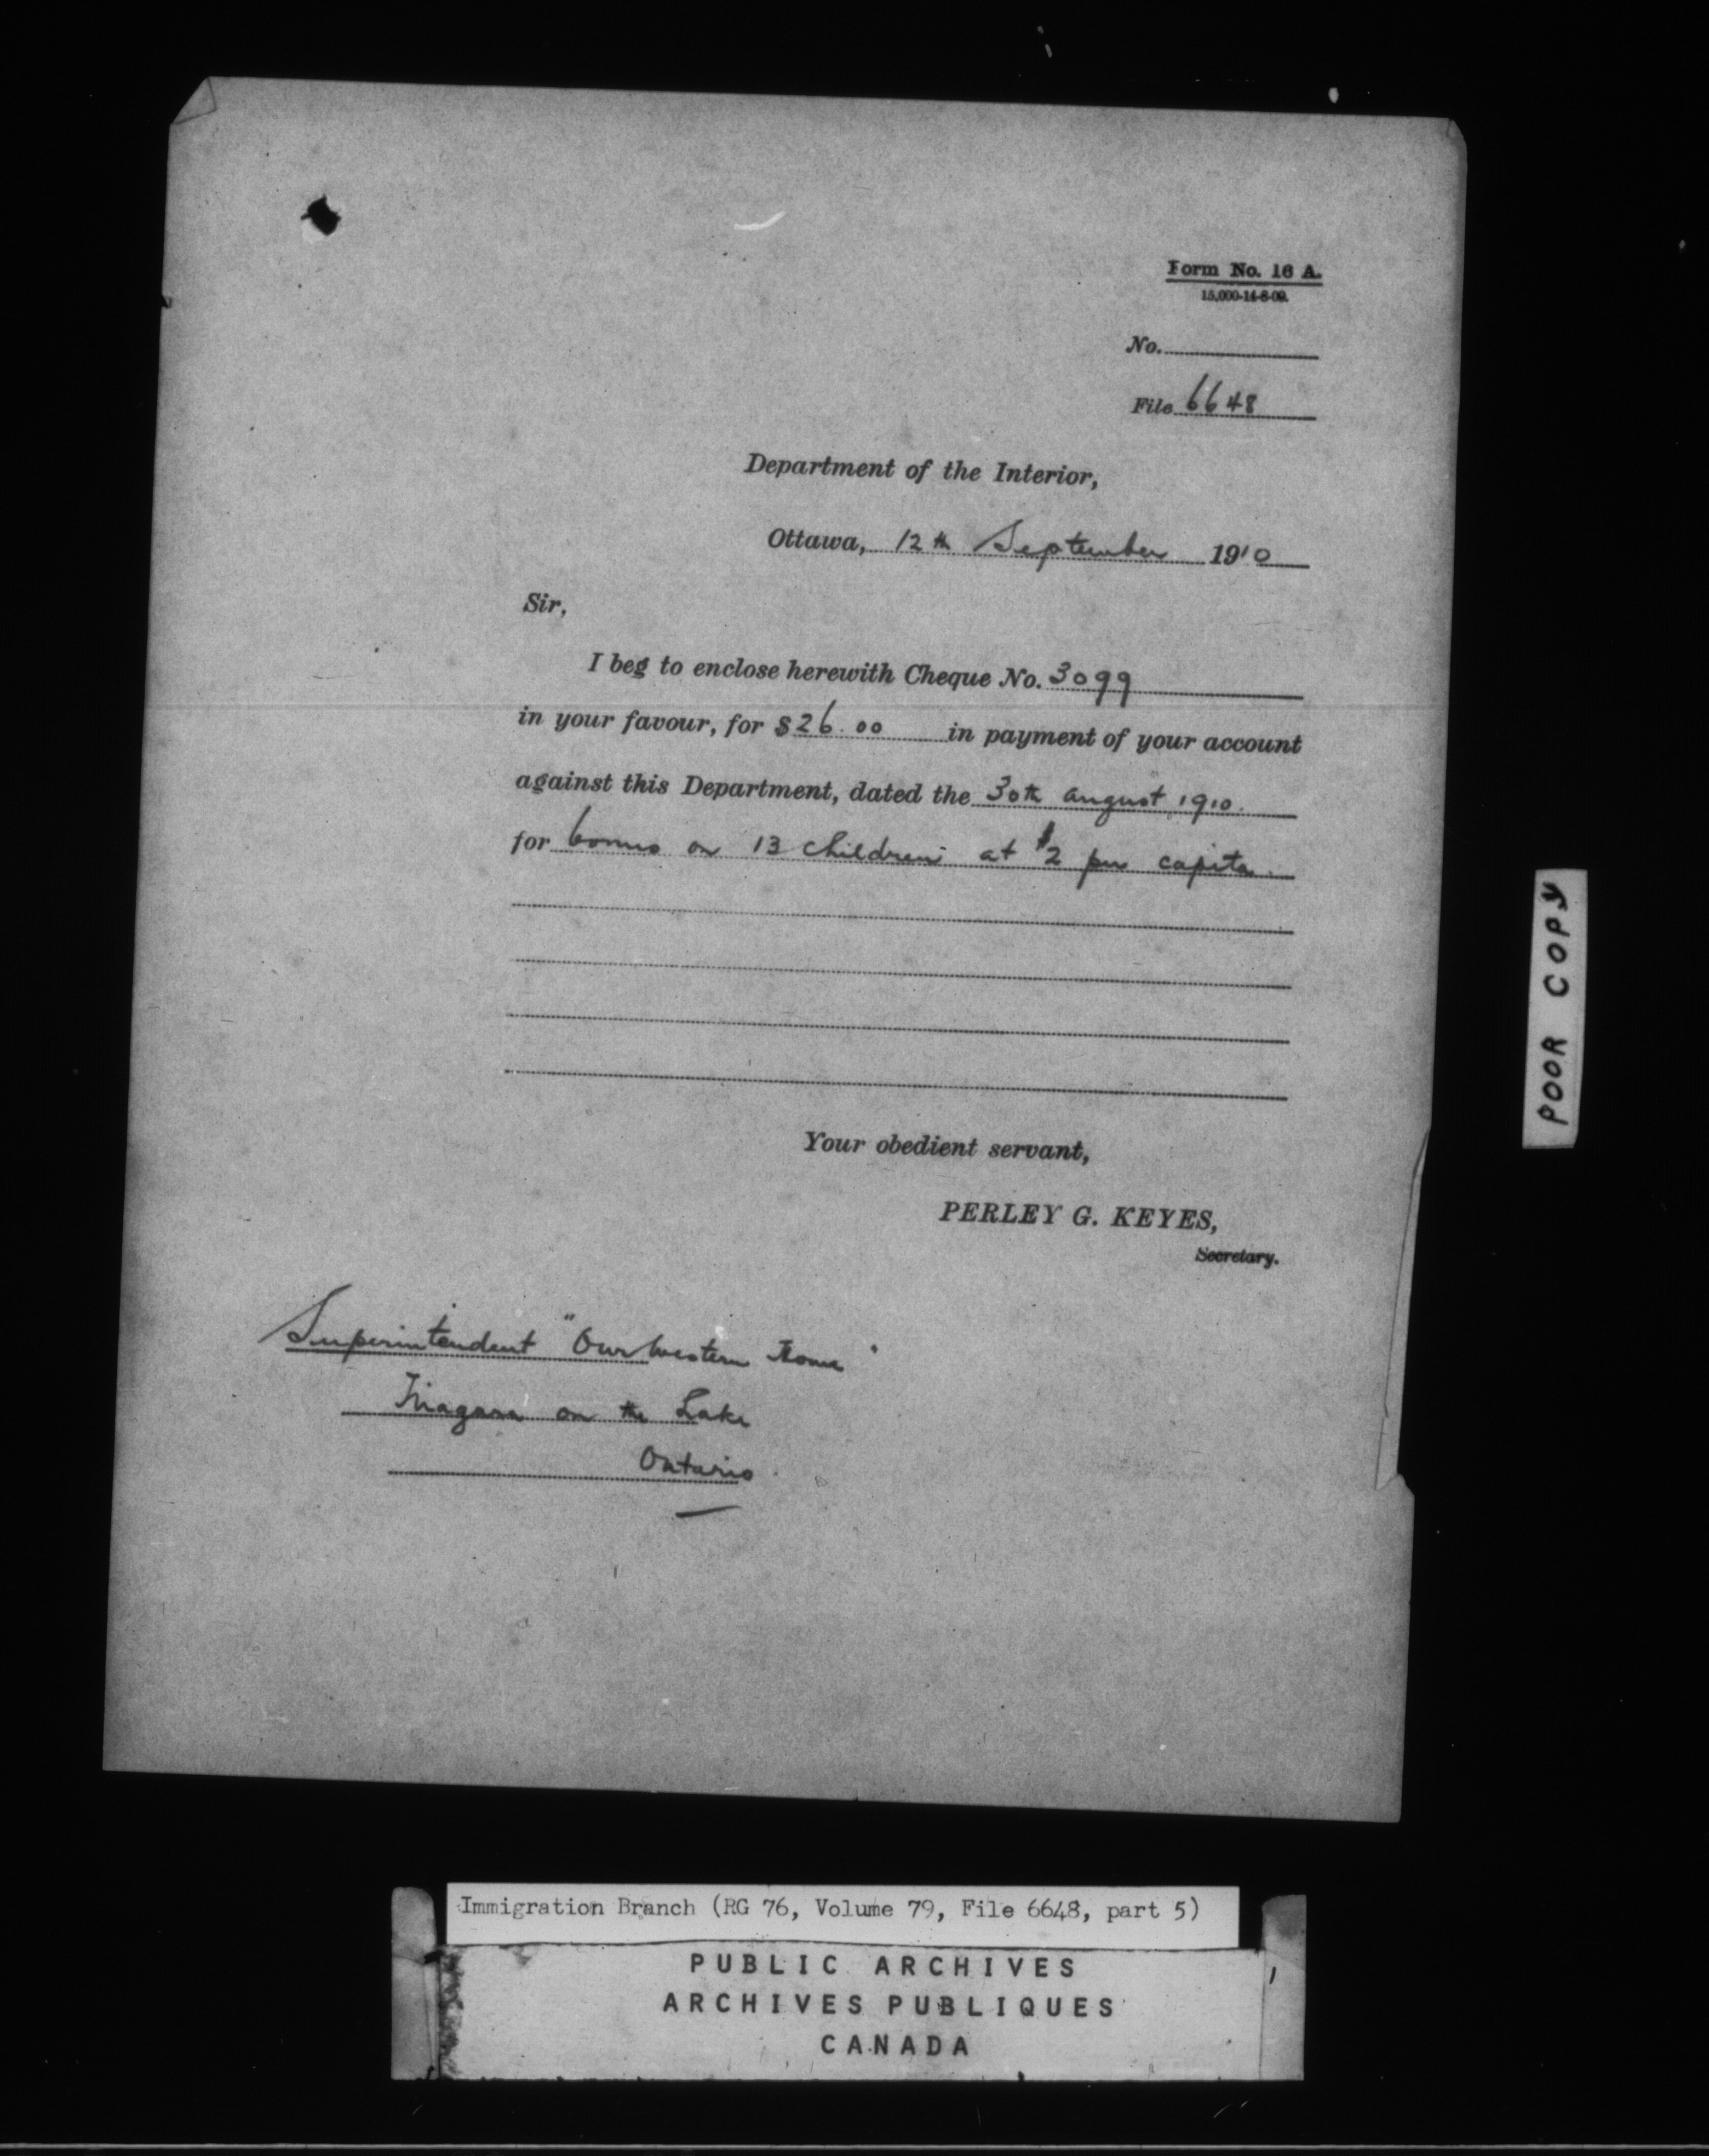 Form No. 16 A.
15,000-14-8-09.
No.
File 6648
Department of the Interior,
Ottawa, 12th September 1910
Sir,
I beg to enclose herewith Cheque No. 3099
in your favour, for $26.00 in payment of your account
against this Department, dated the 30th August 1910.
for bonus on 13 children at $2 per capita.
Your obedient servant,
PERLEY G. KEYES,
Secretary.
Superintendent "Our Western Home"
Niagara on the Lake
Ontario.
POOR COPY
Immigration Branch (RG 76, Volume 79, File 6648, part 5)
PUBLIC ARCHIVES
ARCHIVES PUBLIQUES
CANADA